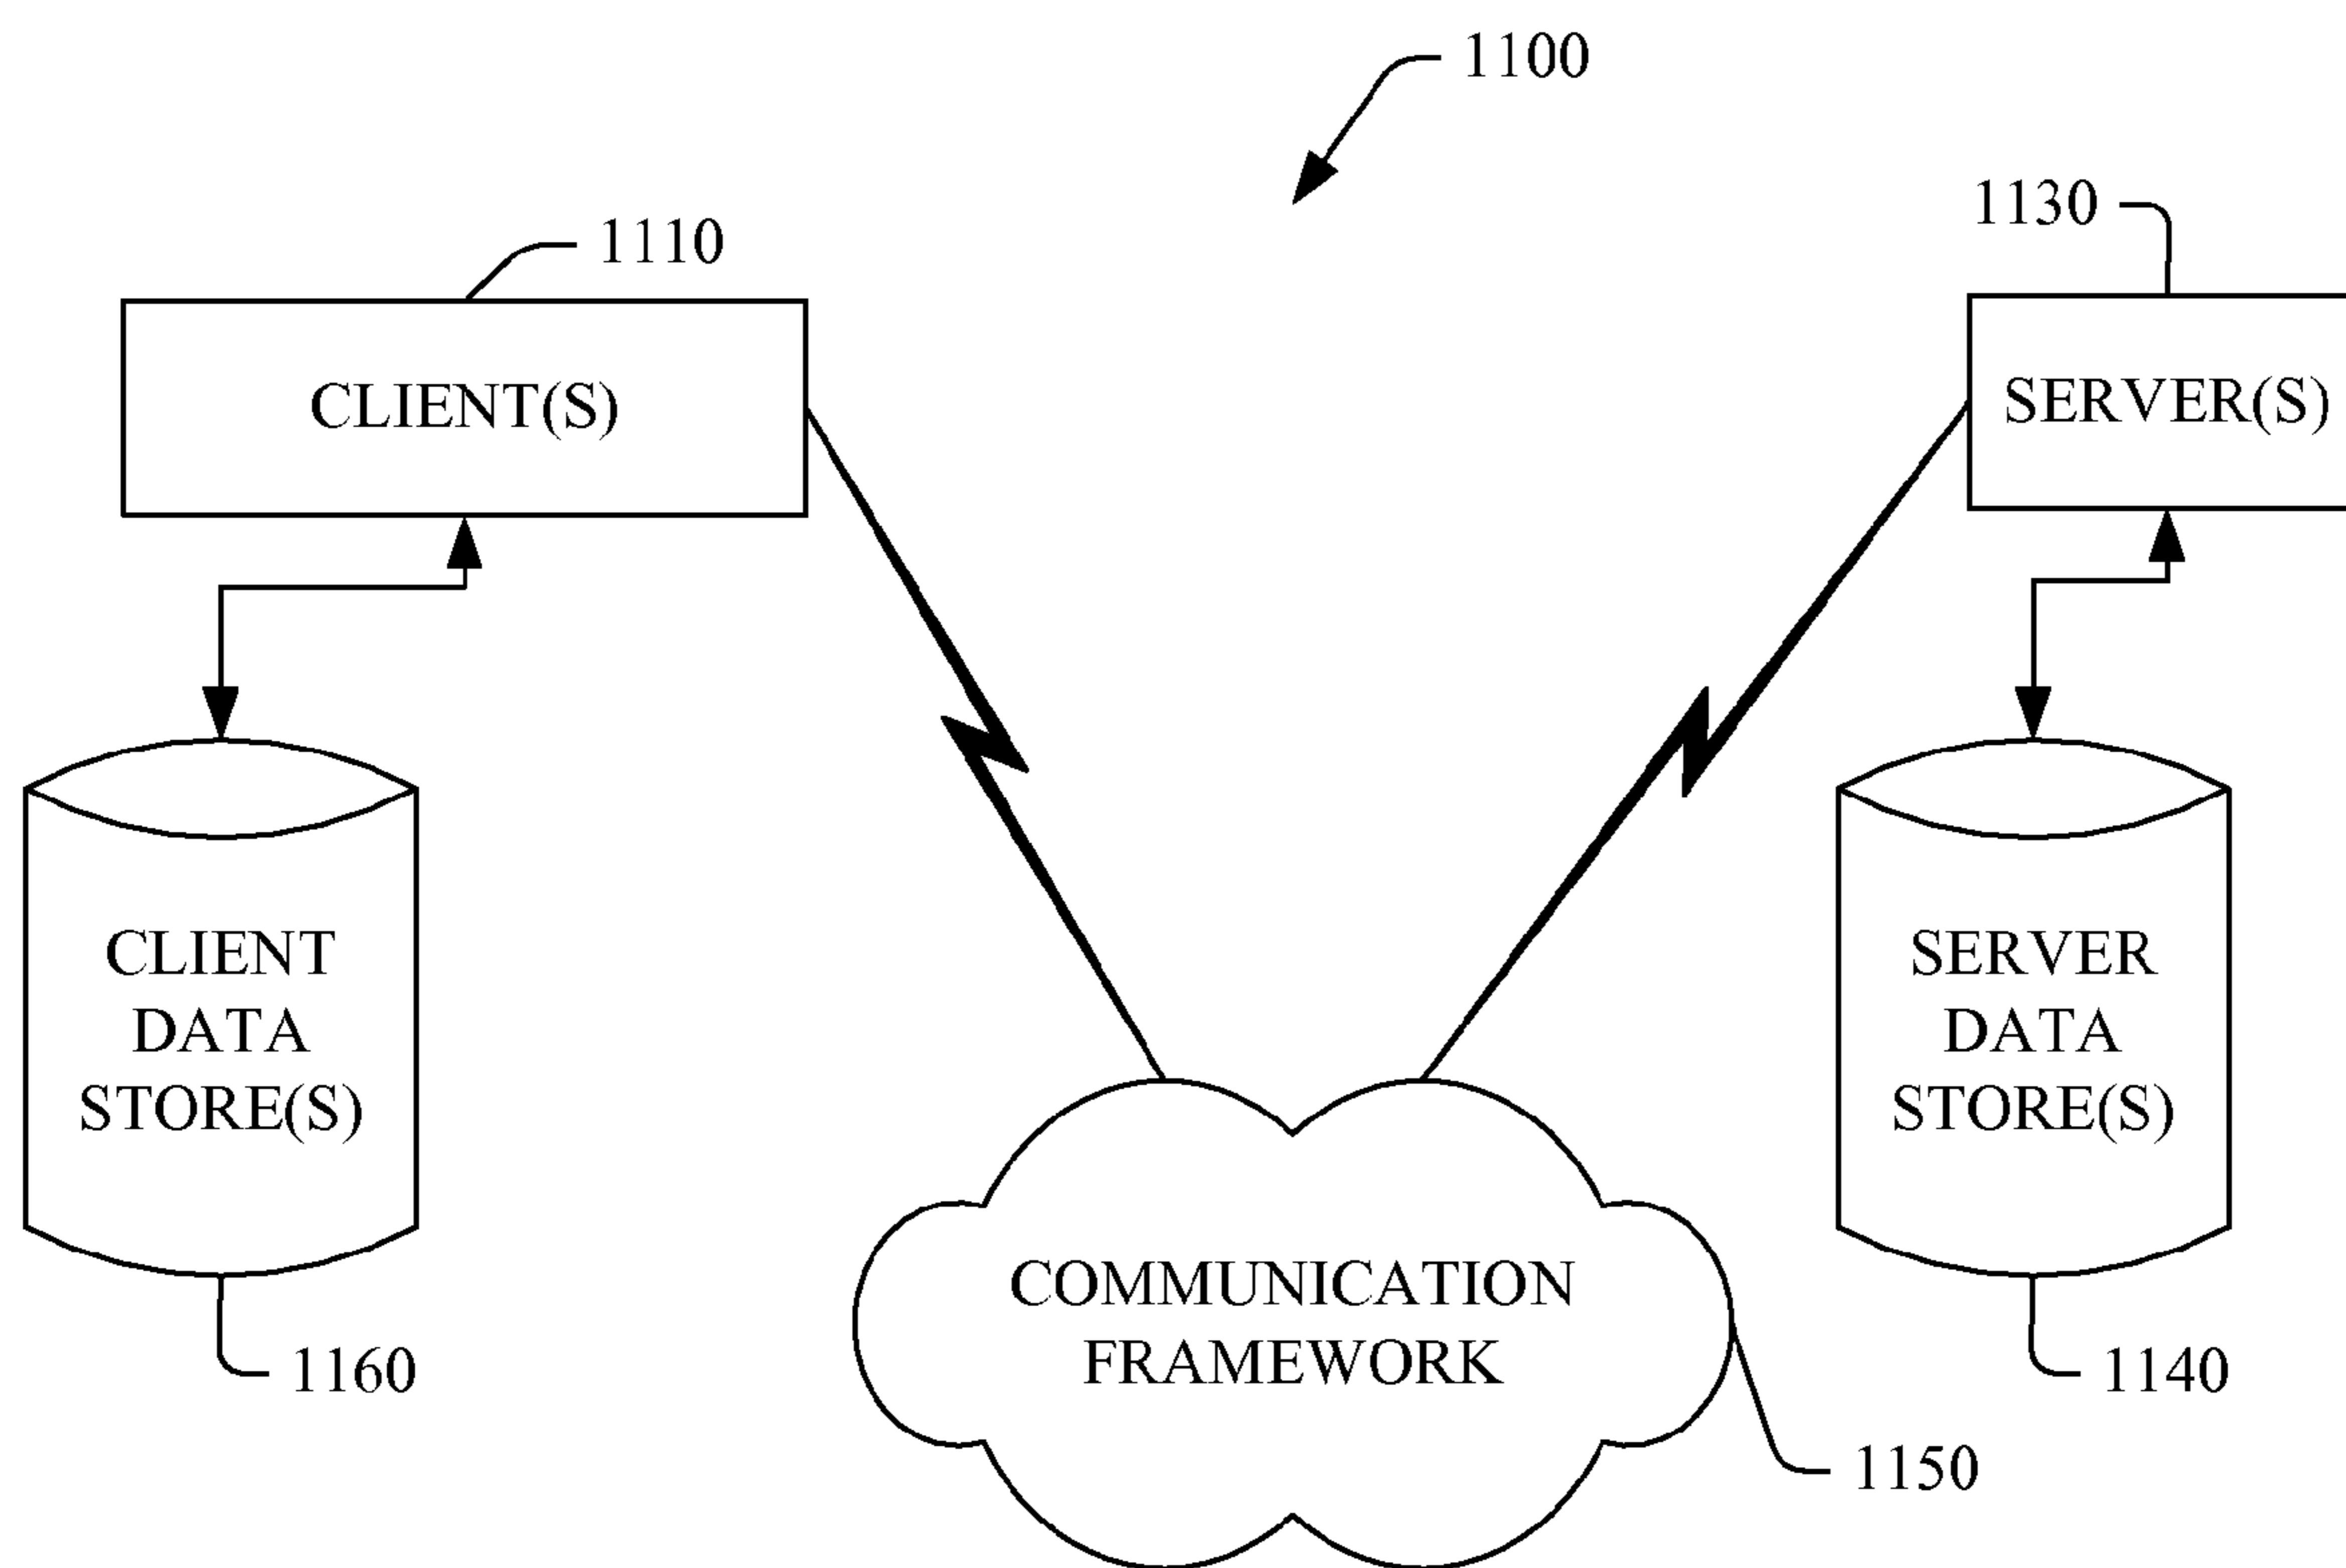 1100
1130
1110
CLIENT(S)
SERVER(S)
CLIENT
DATA
STORE(S)
SERVER
DATA
STORE(S)
COMMUNICATION
FRAMEWORK
1160
1140
1150